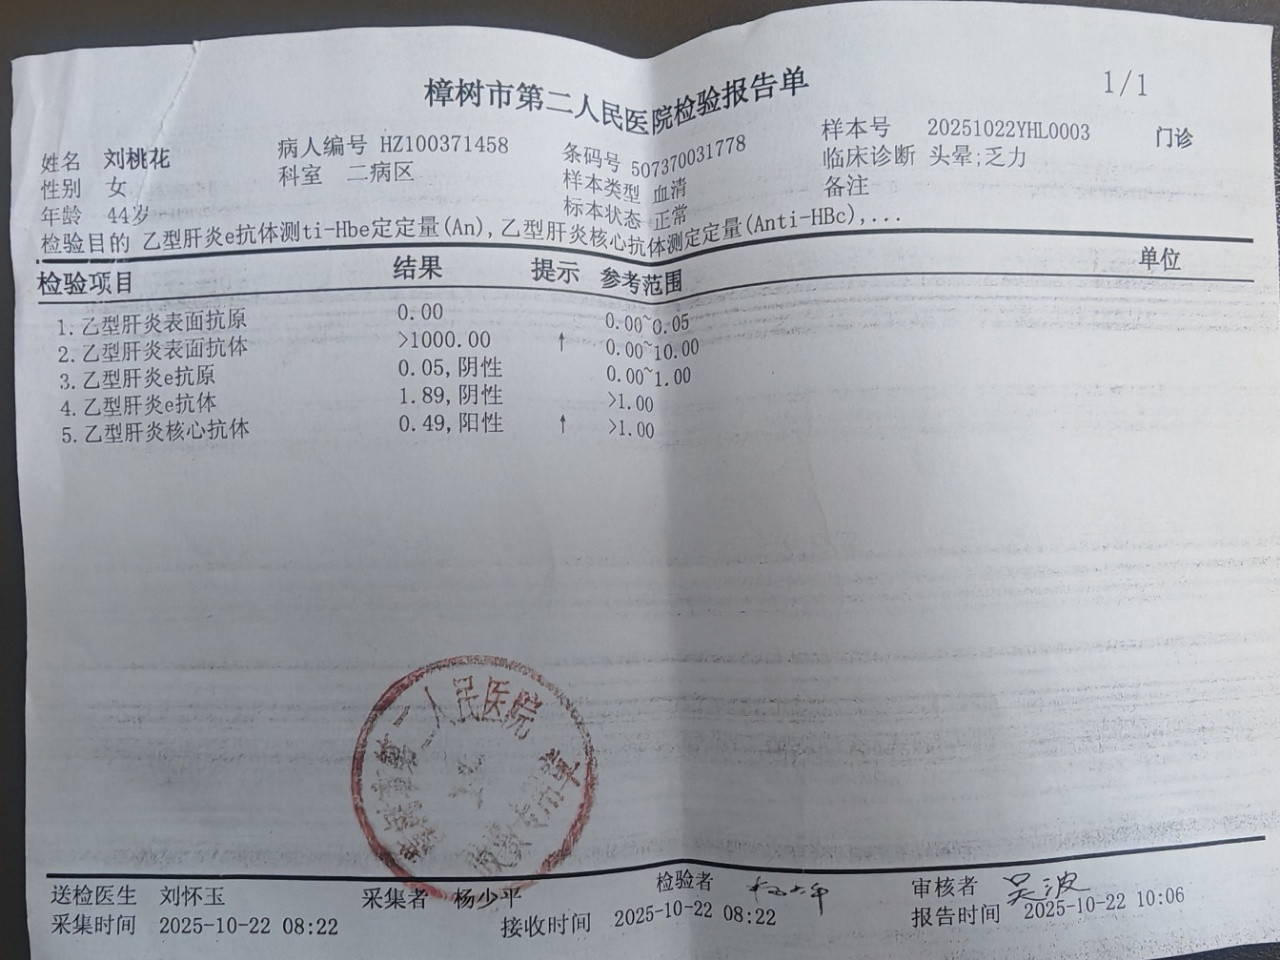 樟树市第二人民医院检验报告单
1/1
姓名 刘桃花 病人编号 HZ100371458 条码号 507370031778 样本号 20251022YHL0003 门诊
性别 女 科室 二病区 样本类型 血清 临床诊断 头晕;乏力
年龄 44岁 标本状态 正常 备注
检验目的 乙型肝炎e抗体测ti-Hbe定定量(An),乙型肝炎核心抗体测定定量(Anti-HBc),...
检验项目 结果 提示 参考范围 单位
1.乙型肝炎表面抗原 0.00 0.00~0.05
2.乙型肝炎表面抗体 >1000.00 ↑ 0.00~10.00
3.乙型肝炎e抗原 0.05,阴性 0.00~1.00
4.乙型肝炎e抗体 1.89,阴性 >1.00
5.乙型肝炎核心抗体 0.49,阳性 ↑ >1.00
第二人民医院
专用章
送检医生 刘怀玉 采集者 杨少平 检验者 审核者 吴波
采集时间 2025-10-22 08:22 接收时间 2025-10-22 08:22 报告时间 2025-10-22 10:06